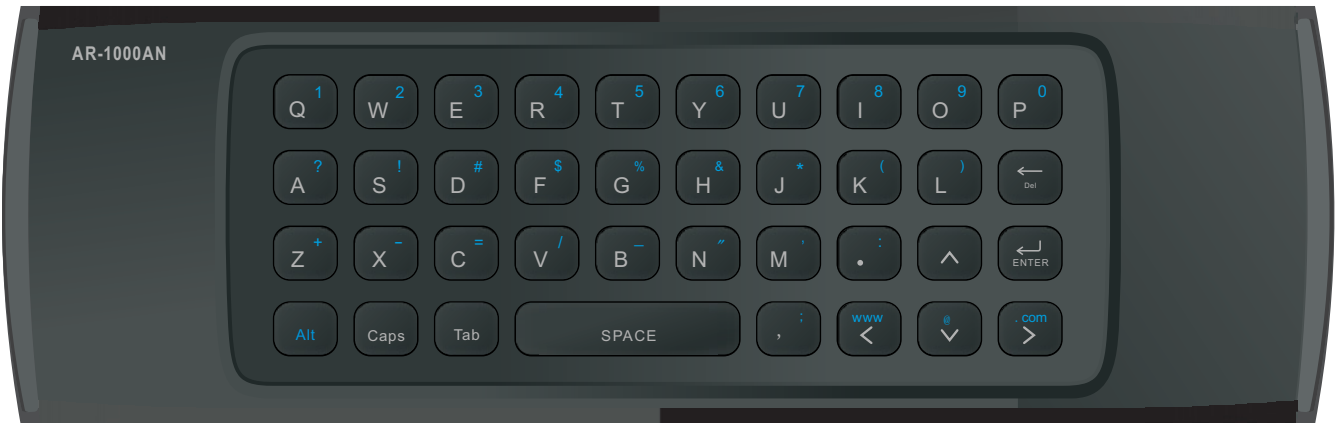 AR-1000AN
1 2 3 4 5 6 7 8 9 0
Q W E R T Y U I O P
? ! # $ % & * ( )
A S D F G H J K L Del
+ − = / _ " ' :
Z X C V B N M . ENTER
; www @ .com
Alt Caps Tab SPACE ,